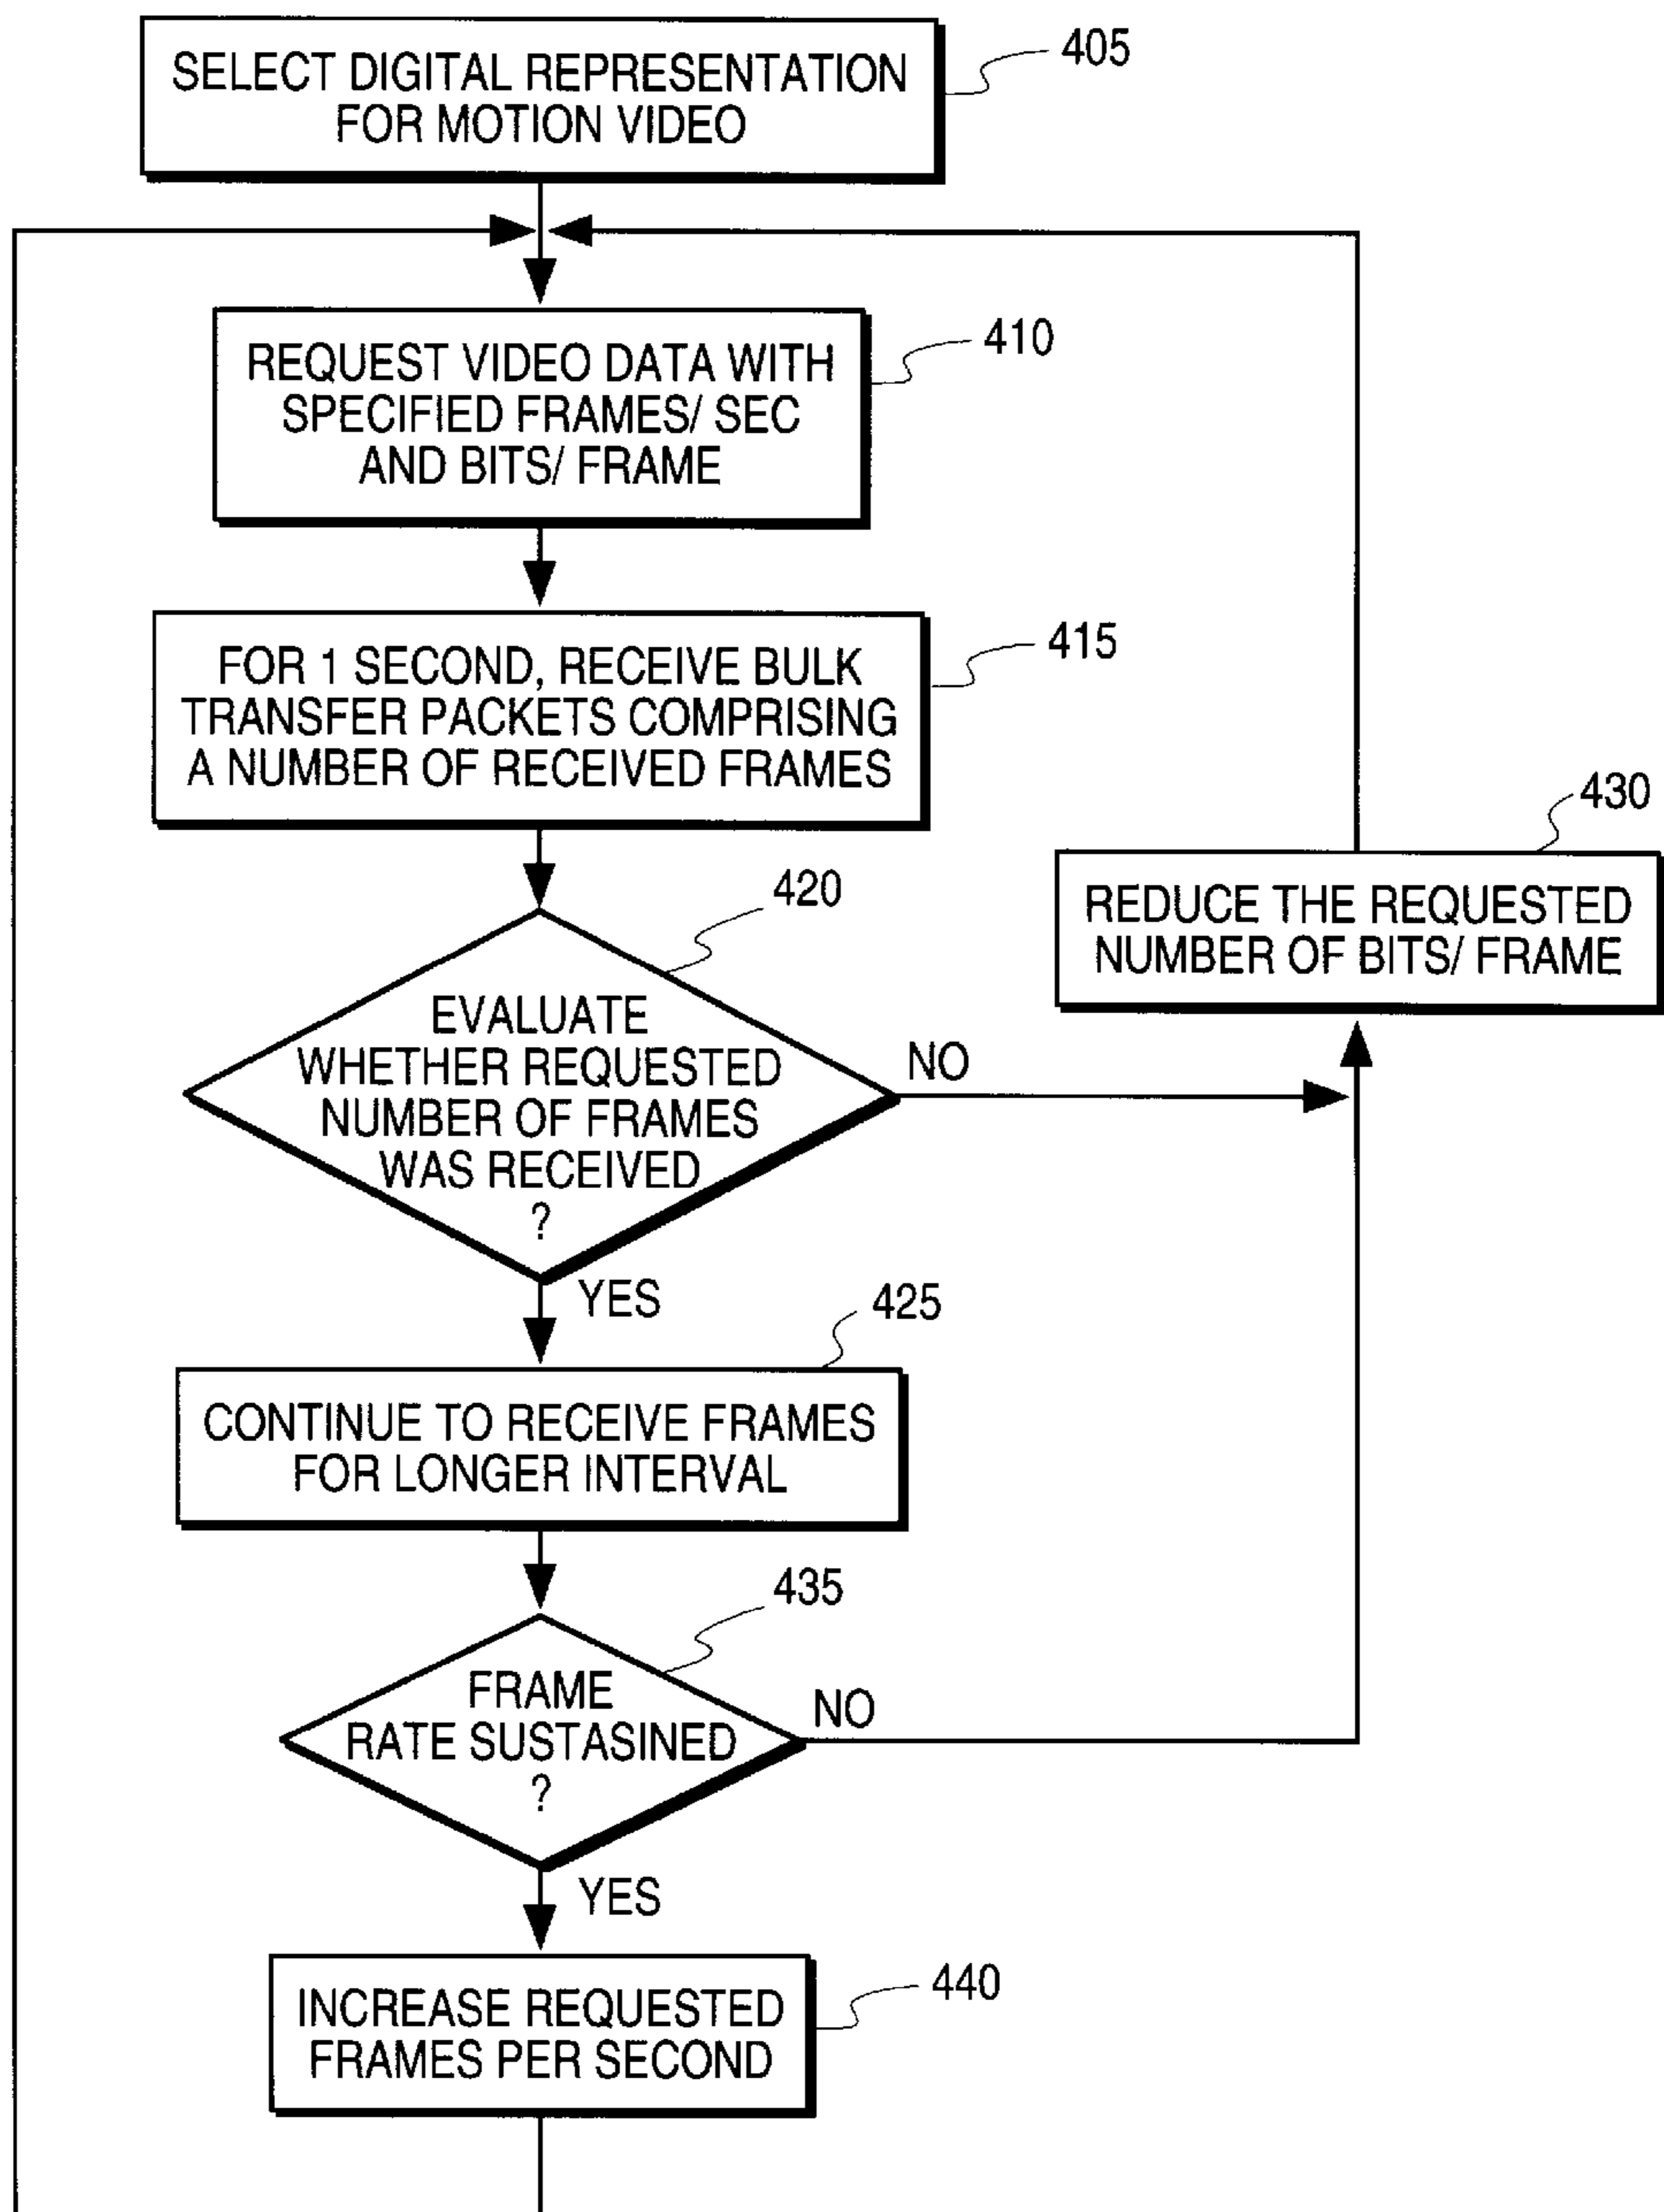 SELECT DIGITAL REPRESENTATION
FOR MOTION VIDEO
405
REQUEST VIDEO DATA WITH
SPECIFIED FRAMES/ SEC
AND BITS/ FRAME
410
FOR 1 SECOND, RECEIVE BULK
TRANSFER PACKETS COMPRISING
A NUMBER OF RECEIVED FRAMES
415
430
REDUCE THE REQUESTED
NUMBER OF BITS/ FRAME
420
EVALUATE
WHETHER REQUESTED
NUMBER OF FRAMES
WAS RECEIVED
?
NO
YES
425
CONTINUE TO RECEIVE FRAMES
FOR LONGER INTERVAL
435
FRAME
RATE SUSTASINED
?
NO
YES
440
INCREASE REQUESTED
FRAMES PER SECOND